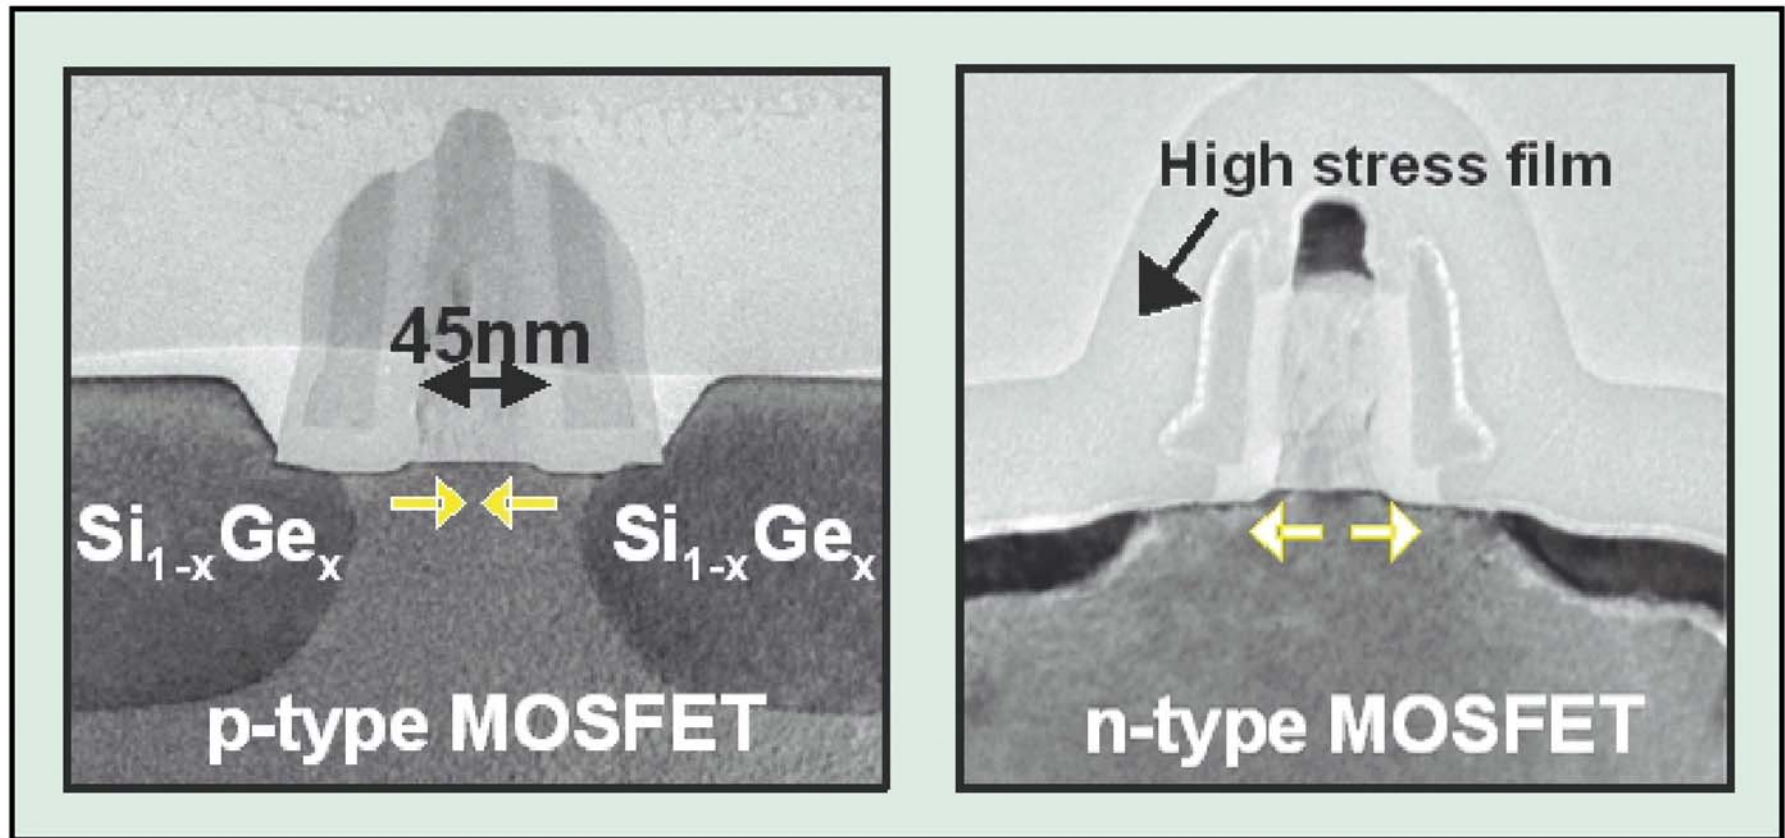 45nm
Si1-xGex
Si1-xGex
p-type MOSFET
High stress film
n-type MOSFET